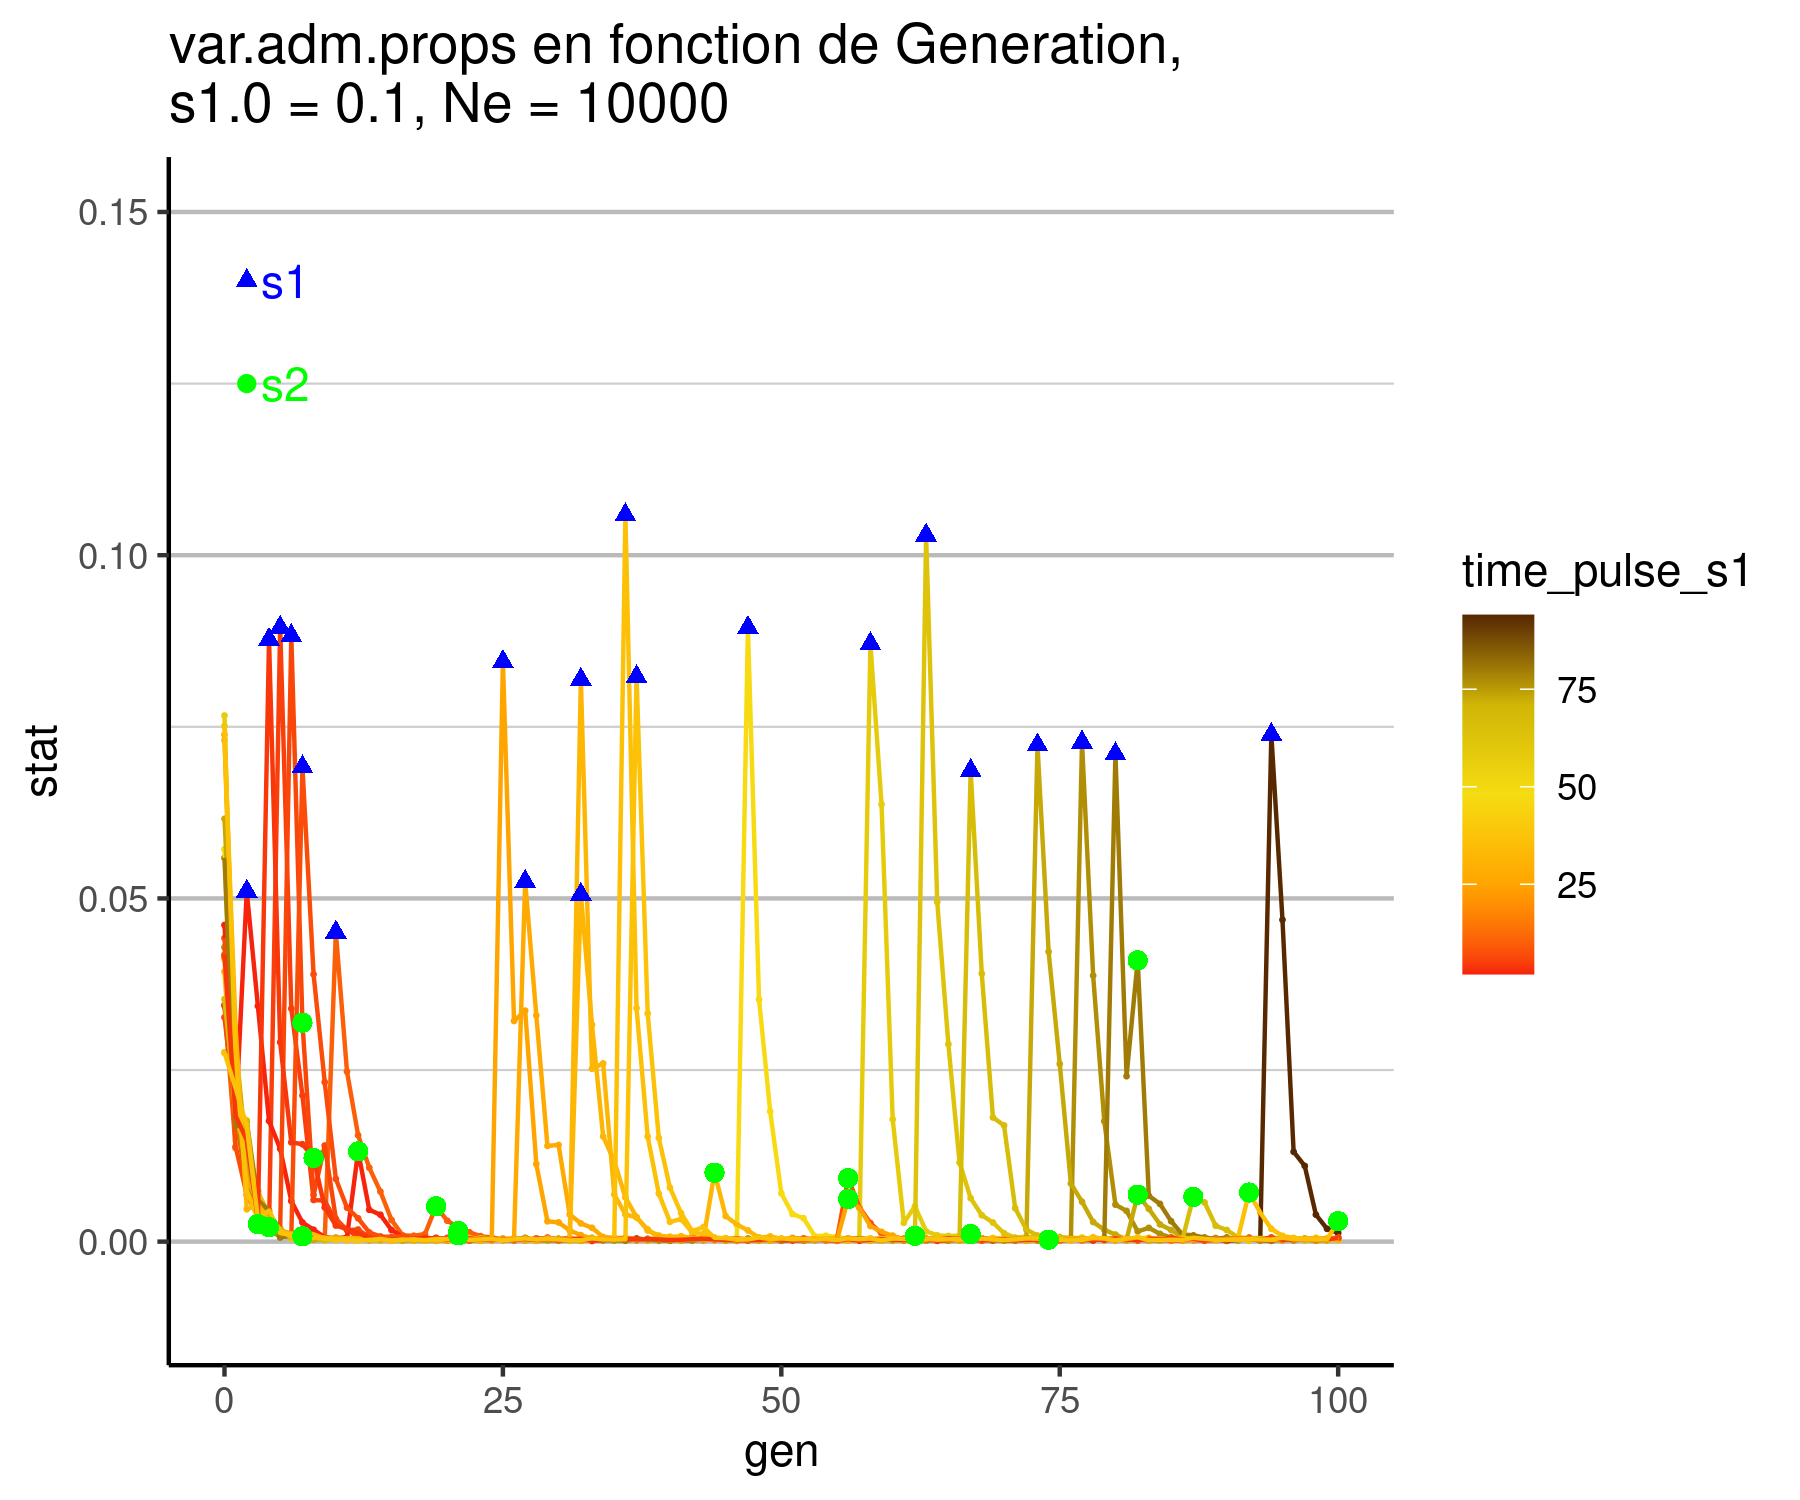 var.adm.props en fonction de Generation,
s1.0 = 0.1, Ne = 10000
0.15
s1
s2
0.10
0.05
0.00
stat
0
25
50
75
100
gen
time_pulse_s1
75
50
25